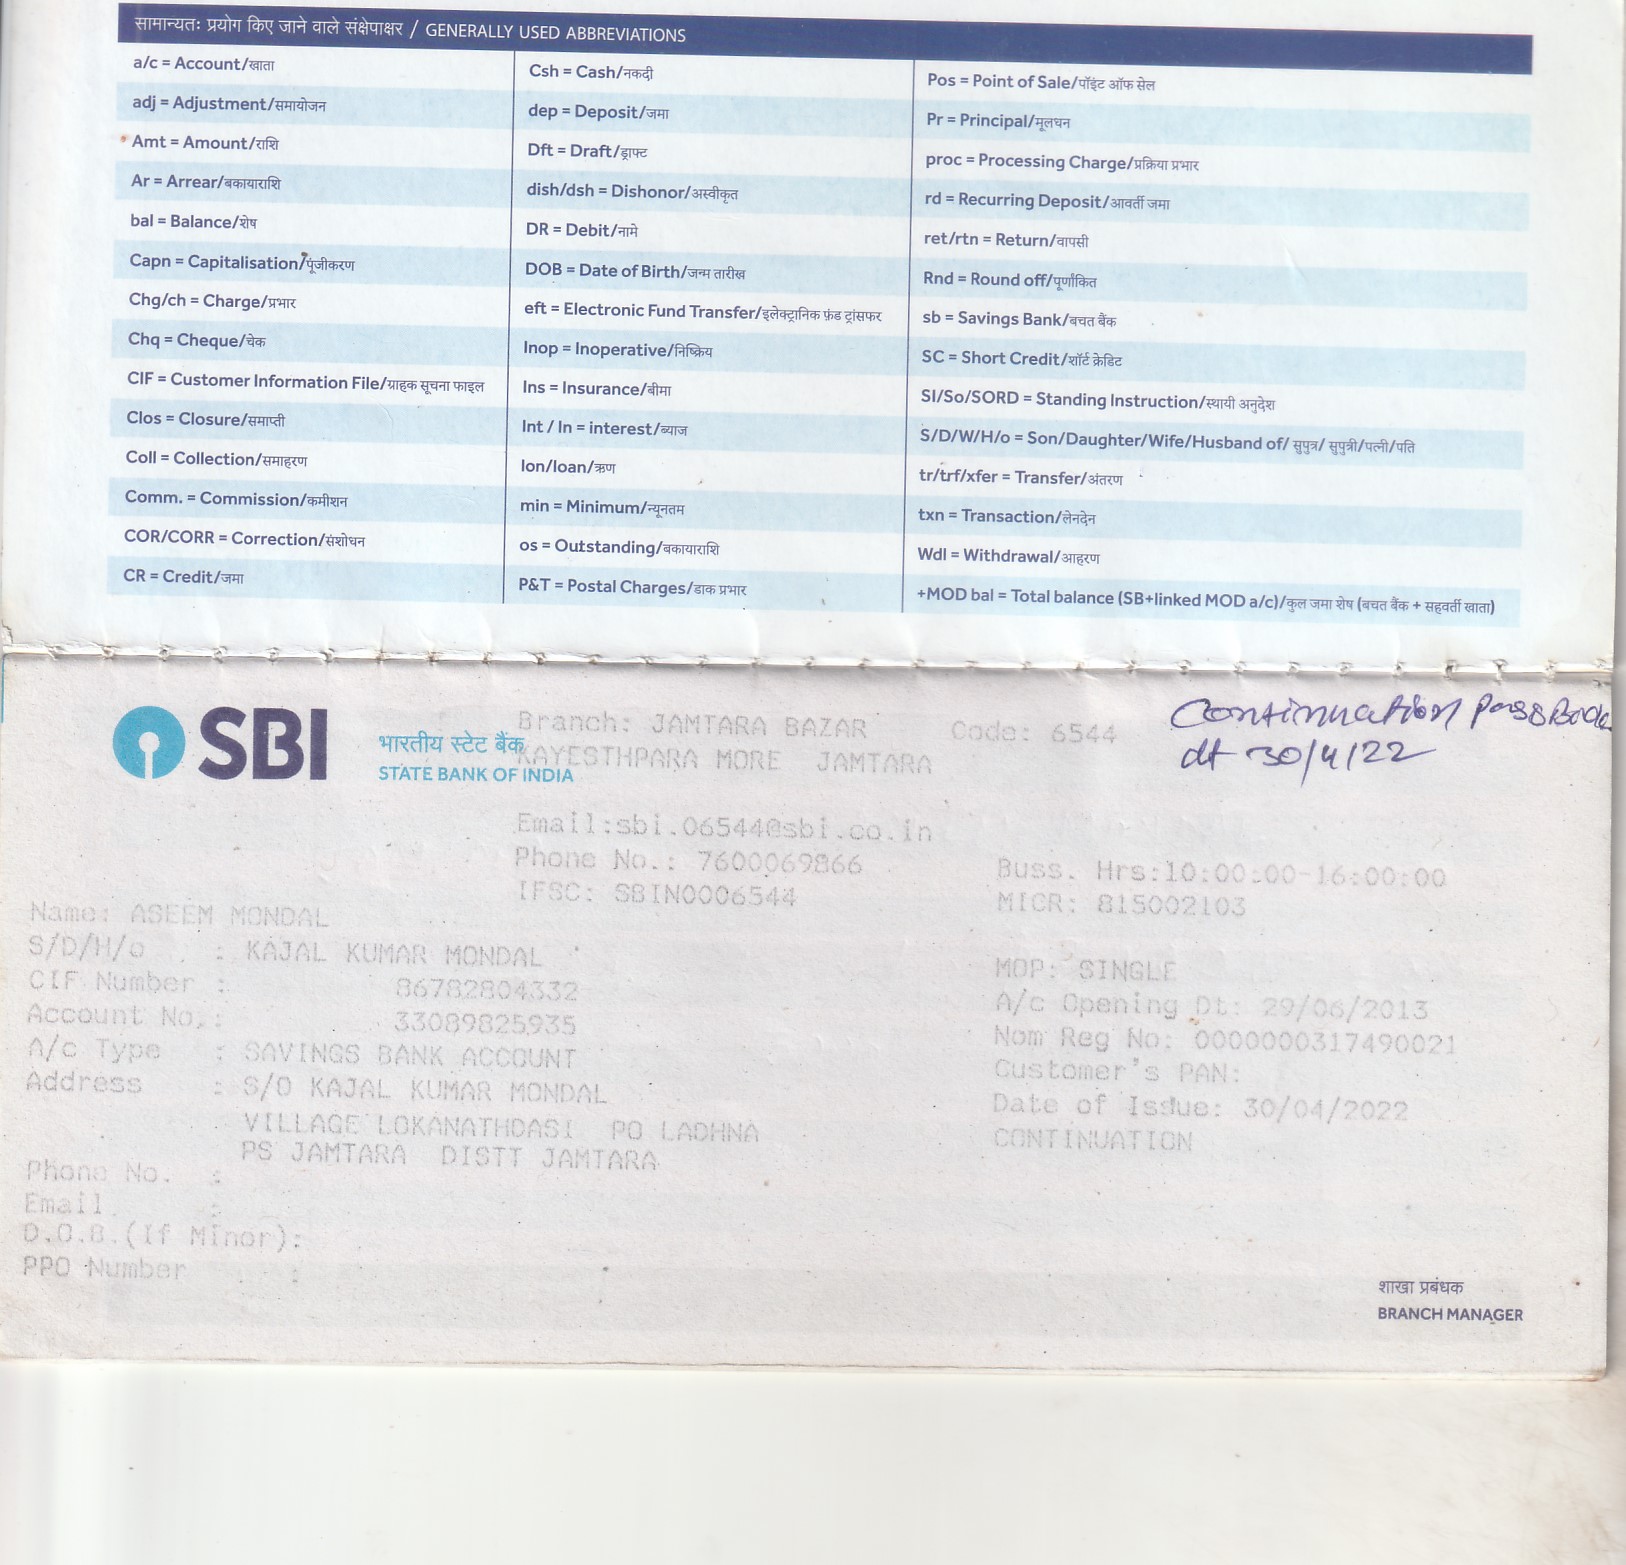 सामान्यतः प्रयोग किए जाने वाले संक्षेपाक्षर / GENERALLY USED ABBREVIATIONS
a/c = Account/खाता
adj = Adjustment/समायोजन
Amt = Amount/राशि
Ar = Arrear/बकायाराशि
bal = Balance/शेष
Capn = Capitalisation/पूंजीकरण
Chg/ch = Charge/प्रभार
Chq = Cheque/चेक
CIF = Customer Information File/ग्राहक सूचना फाइल
Clos = Closure/समाप्ती
Coll = Collection/समाहरण
Comm. = Commission/कमीशन
COR/CORR = Correction/संशोधन
CR = Credit/जमा
Csh = Cash/नकदी
dep = Deposit/जमा
Dft = Draft/ड्राफ्ट
dish/dsh = Dishonor/अस्वीकृत
DR = Debit/नामे
DOB = Date of Birth/जन्म तारीख
eft = Electronic Fund Transfer/इलेक्ट्रानिक फ़ंड ट्रांसफर
Inop = Inoperative/निष्क्रिय
Ins = Insurance/बीमा
Int / In = interest/ब्याज
lon/loan/ऋण
min = Minimum/न्यूनतम
os = Outstanding/बकायाराशि
P&T = Postal Charges/डाक प्रभार
Pos = Point of Sale/पॉइंट ऑफ सेल
Pr = Principal/मूलधन
proc = Processing Charge/प्रक्रिया प्रभार
rd = Recurring Deposit/आवर्ती जमा
ret/rtn = Return/वापसी
Rnd = Round off/पूर्णांकित
sb = Savings Bank/बचत बैंक
SC = Short Credit/शॉर्ट क्रेडिट
SI/So/SORD = Standing Instruction/स्थायी अनुदेश
S/D/W/H/o = Son/Daughter/Wife/Husband of/ सुपुत्र/ सुपुत्री/पत्नी/पति
tr/trf/xfer = Transfer/अंतरण
txn = Transaction/लेनदेन
Wdl = Withdrawal/आहरण
+MOD bal = Total balance (SB+linked MOD a/c)/कुल जमा शेष (बचत बैंक + सहवर्ती खाता)
Continuation Pass Book
dt 30/4/22
SBI
भारतीय स्टेट बैंक
STATE BANK OF INDIA
Branch: JAMTARA BAZAR Code: 6544
KAYESTHPARA MORE JAMTARA
Email:sbi.06544@sbi.co.in
Phone No.: 7600069866 Buss. Hrs:10:00:00-16:00:00
IFSC: SBIN0006544 MICR: 815002103
Name: ASEEM MONDAL
S/D/H/o : KAJAL KUMAR MONDAL MOP: SINGLE
CIF Number : 86782804332 A/c Opening Dt: 29/06/2013
Account No.: 33089825935 Nom Reg No: 0000000317490021
A/c Type : SAVINGS BANK ACCOUNT Customer's PAN:
Address : S/O KAJAL KUMAR MONDAL Date of Issue: 30/04/2022
VILLAGE LOKANATHDASI PO LADHNA CONTINUATION
PS JAMTARA DISTT JAMTARA
Phone No. :
Email :
D.O.B.(If Minor):
PPO Number :
शाखा प्रबंधक
BRANCH MANAGER